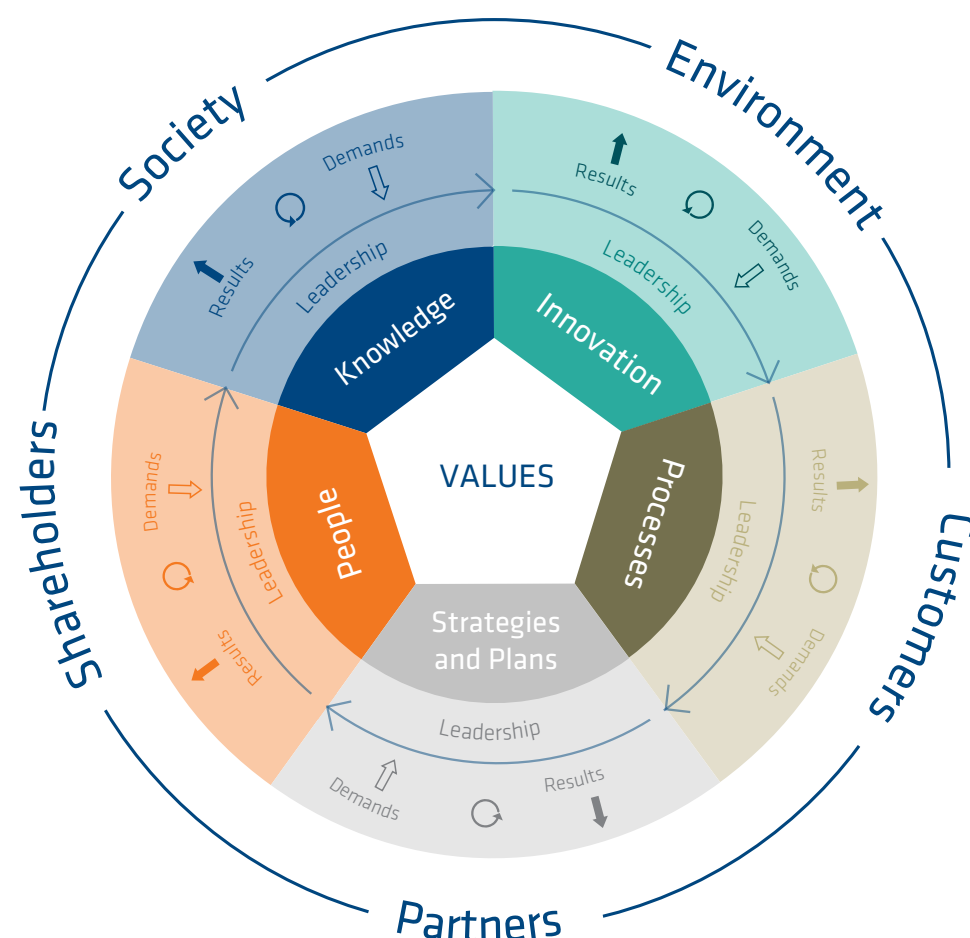 Society
Environment
Customers
Partners
Shareholders
Demands
Results
Leadership
Knowledge
Results
Demands
Leadership
Innovation
Results
Demands
Leadership
Processes
Results
Demands
Leadership
Strategies
and Plans
Demands
Results
Leadership
People
VALUES